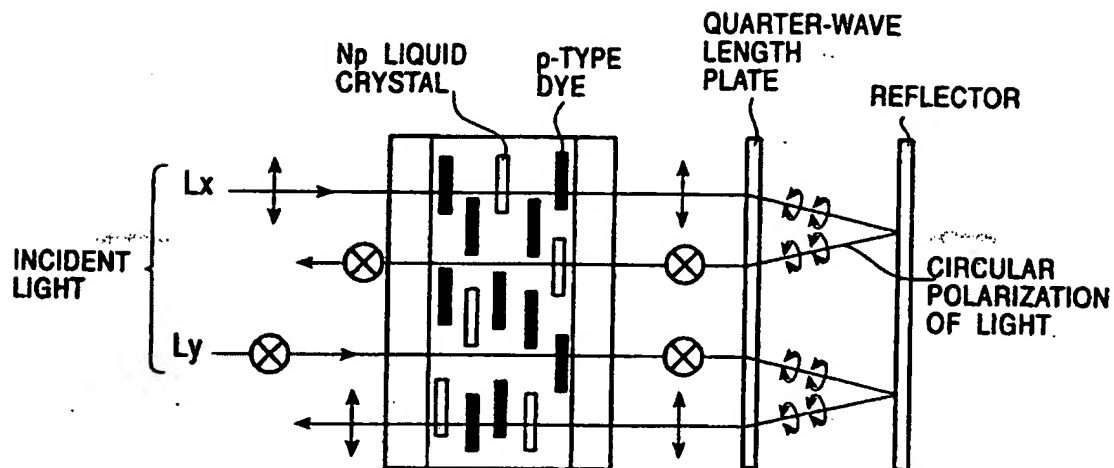 QUARTER-WAVE
LENGTH
PLATE
Np LIQUID
CRYSTAL
p-TYPE
DYE
REFLECTOR
Lx
INCIDENT
LIGHT
CIRCULAR
POLARIZATION
OF LIGHT
Ly